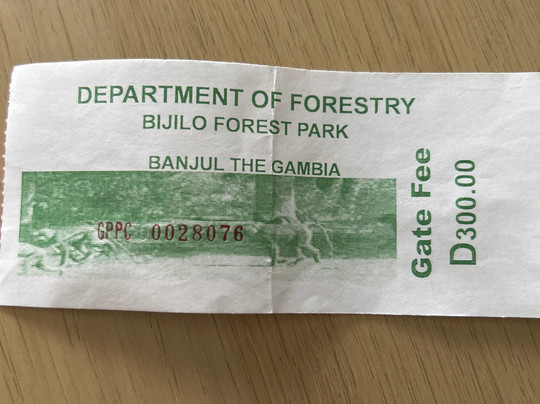 DEPARTMENT OF FORESTRY
BIJILO FOREST PARK
BANJUL THE GAMBIA
GPPC 0028076
Gate Fee
D300.00